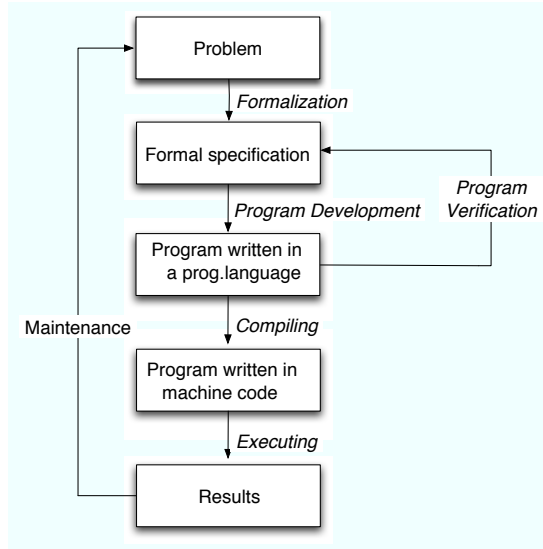 Problem
Formalization
Formal specification
Program
Verification
Program Development
Program written in
a prog.language
Maintenance
Compiling
Program written in
machine code
Executing
Results